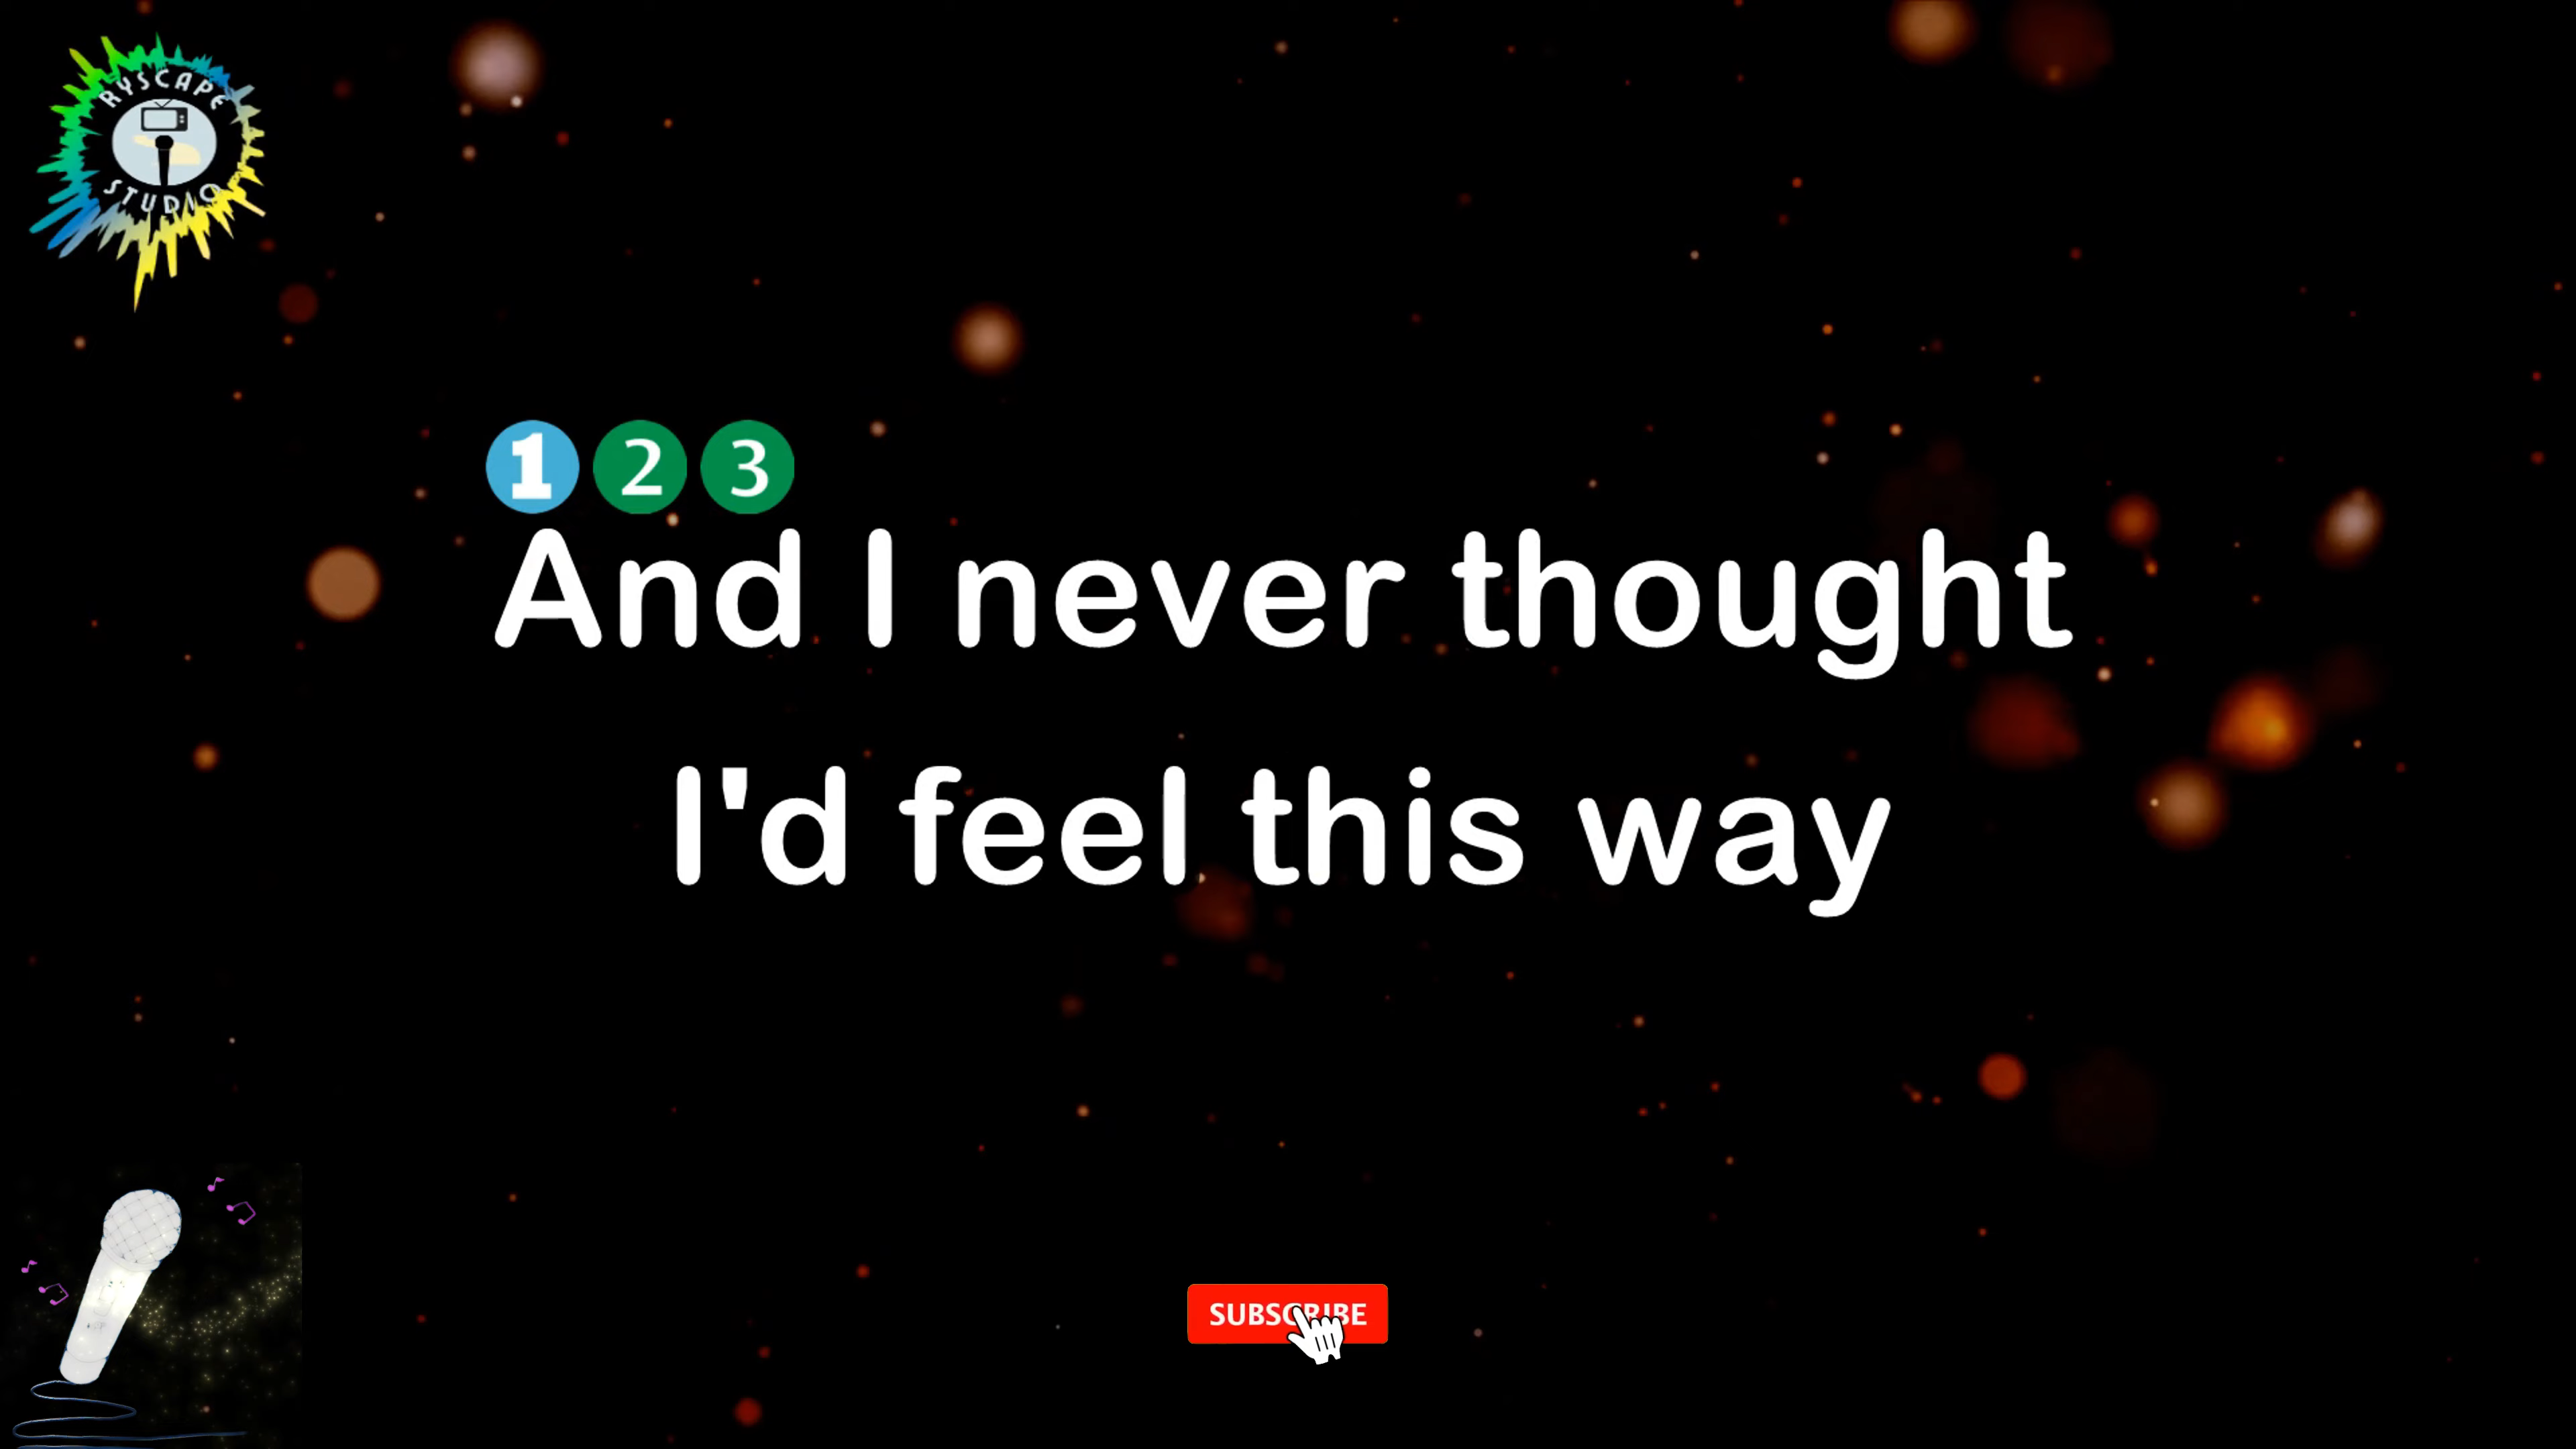 RYSCAPE
STUDIO
1 2 3
And I never thought
I'd feel this way
SUBSCRIBE